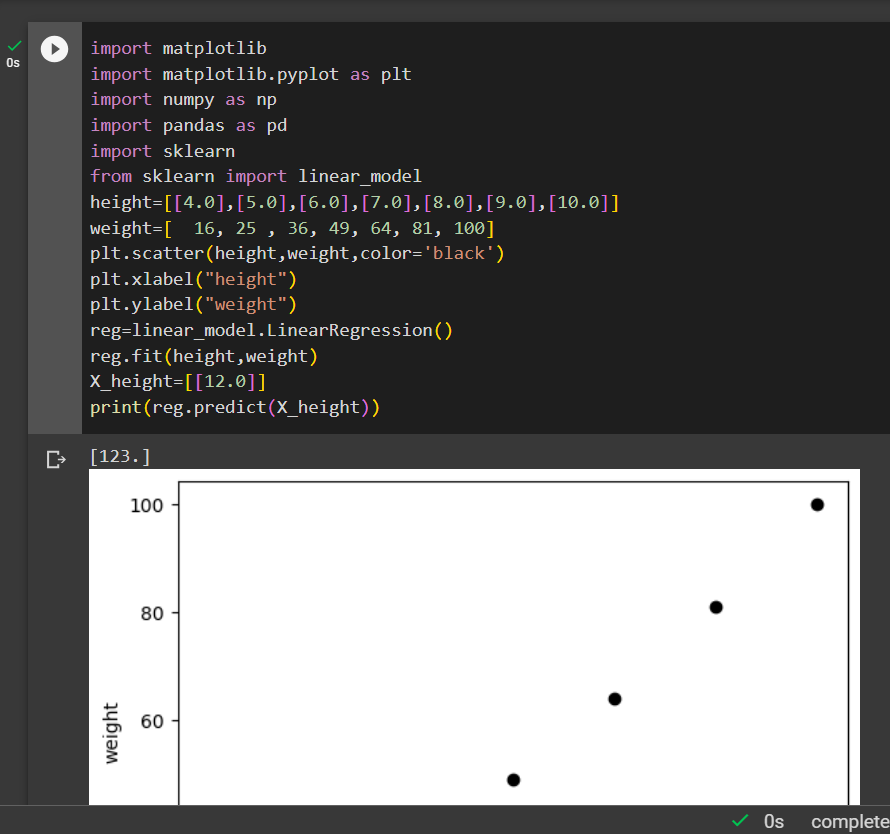 0s
import matplotlib
import matplotlib.pyplot as plt
import numpy as np
import pandas as pd
import sklearn
from sklearn import linear_model
height=[[4.0],[5.0],[6.0],[7.0],[8.0],[9.0],[10.0]]
weight=[  16, 25 , 36, 49, 64, 81, 100]
plt.scatter(height,weight,color='black')
plt.xlabel("height")
plt.ylabel("weight")
reg=linear_model.LinearRegression()
reg.fit(height,weight)
X_height=[[12.0]]
print(reg.predict(X_height))
[123.]
100
80
60
weight
0s complete